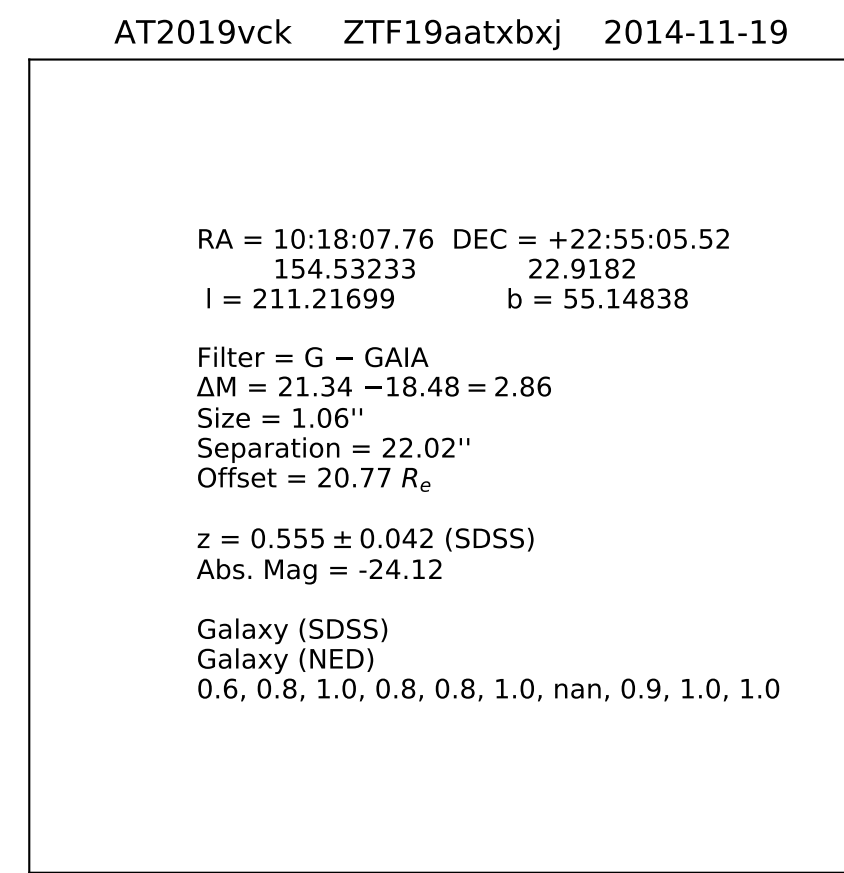 AT2019vck ZTF19aatxbxj 2014-11-19
RA = 10:18:07.76 DEC = +22:55:05.52
154.53233 22.9182
l = 211.21699 b = 55.14838
Filter = G − GAIA
ΔM = 21.34 −18.48 = 2.86
Size = 1.06''
Separation = 22.02''
Offset = 20.77 Re
z = 0.555 ± 0.042 (SDSS)
Abs. Mag = -24.12
Galaxy (SDSS)
Galaxy (NED)
0.6, 0.8, 1.0, 0.8, 0.8, 1.0, nan, 0.9, 1.0, 1.0